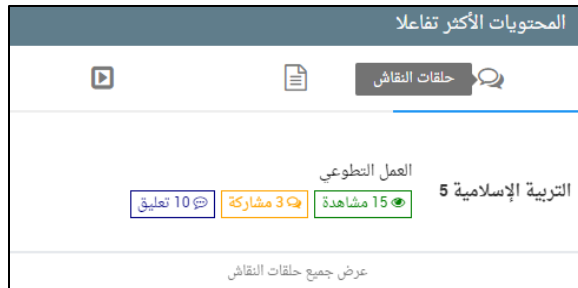 المحتويات الأكثر تفاعلا
حلقات النقاش
العمل التطوعي
التربية الإسلامية 5
15 مشاهدة 3 مشاركة 10 تعليق
عرض جميع حلقات النقاش